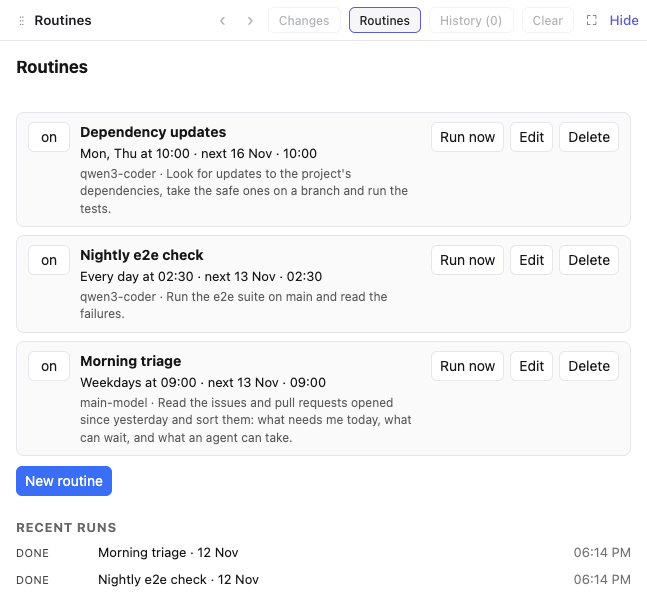 Routines
Changes
Routines
History (0)
Clear
Hide
Routines
on
Dependency updates
Run now
Edit
Delete
Mon, Thu at 10:00 · next 16 Nov · 10:00
qwen3-coder · Look for updates to the project's
dependencies, take the safe ones on a branch and run the
tests.
on
Nightly e2e check
Run now
Edit
Delete
Every day at 02:30 · next 13 Nov · 02:30
qwen3-coder · Run the e2e suite on main and read the
failures.
on
Morning triage
Run now
Edit
Delete
Weekdays at 09:00 · next 13 Nov · 09:00
main-model · Read the issues and pull requests opened
since yesterday and sort them: what needs me today, what
can wait, and what an agent can take.
New routine
RECENT RUNS
DONE Morning triage · 12 Nov 06:14 PM
DONE Nightly e2e check · 12 Nov 06:14 PM